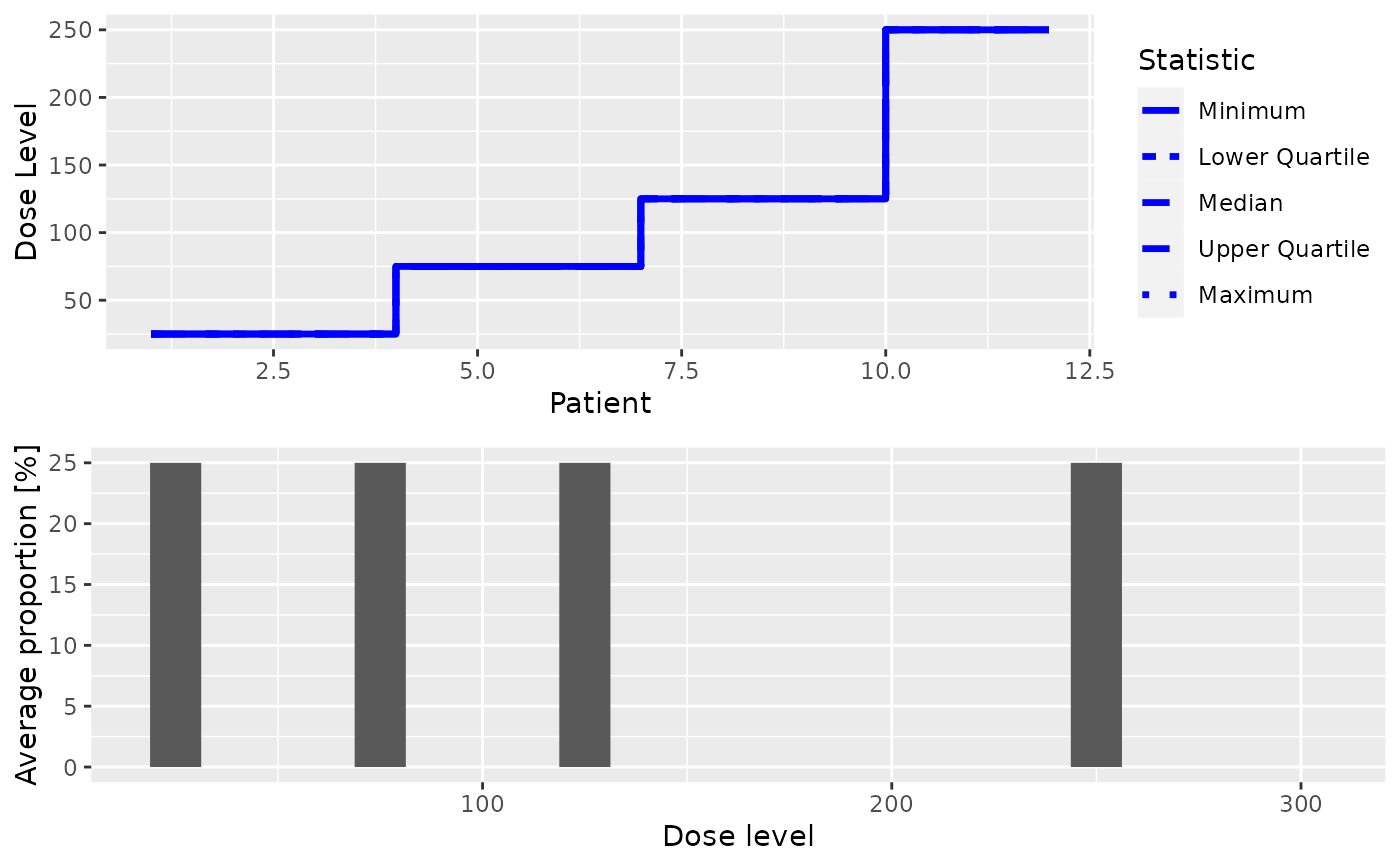 250
200
150
100
50
Dose Level
2.5 5.0 7.5 10.0 12.5
Patient
Statistic
Minimum
Lower Quartile
Median
Upper Quartile
Maximum
25
20
15
10
5
0
Average proportion [%]
100 200 300
Dose level